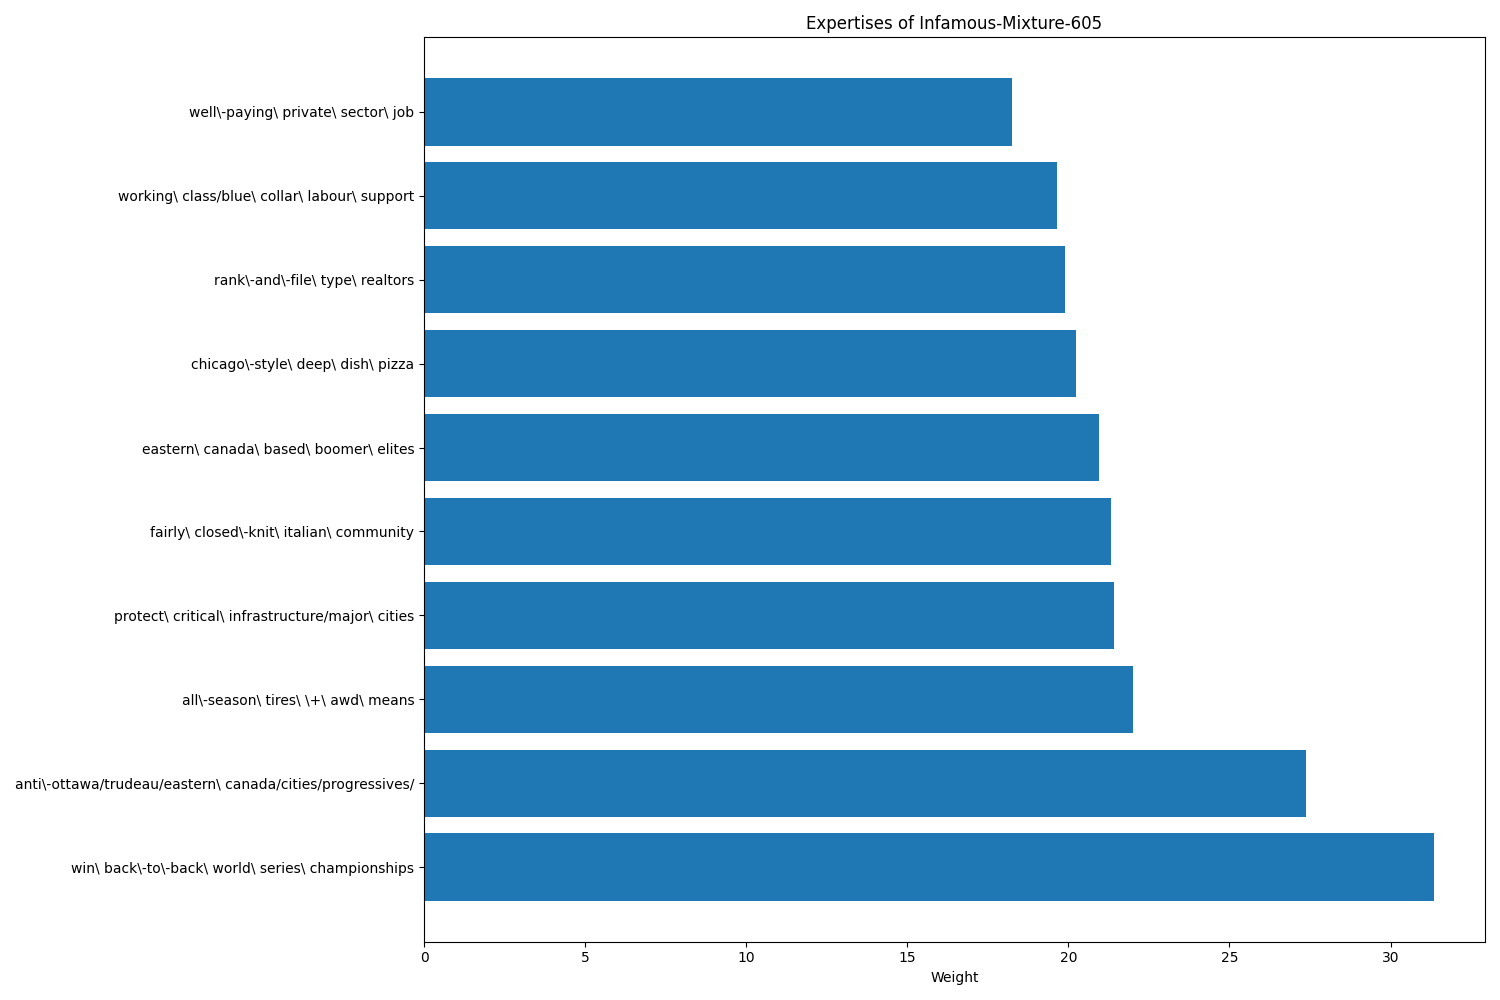 Expertises of Infamous-Mixture-605
well\-paying\ private\ sector\ job
working\ class/blue\ collar\ labour\ support
rank\-and\-file\ type\ realtors
chicago\-style\ deep\ dish\ pizza
eastern\ canada\ based\ boomer\ elites
fairly\ closed\-knit\ italian\ community
protect\ critical\ infrastructure/major\ cities
all\-season\ tires\ \+\ awd\ means
anti\-ottawa/trudeau/eastern\ canada/cities/progressives/
win\ back\-to\-back\ world\ series\ championships
0 5 10 15 20 25 30
Weight